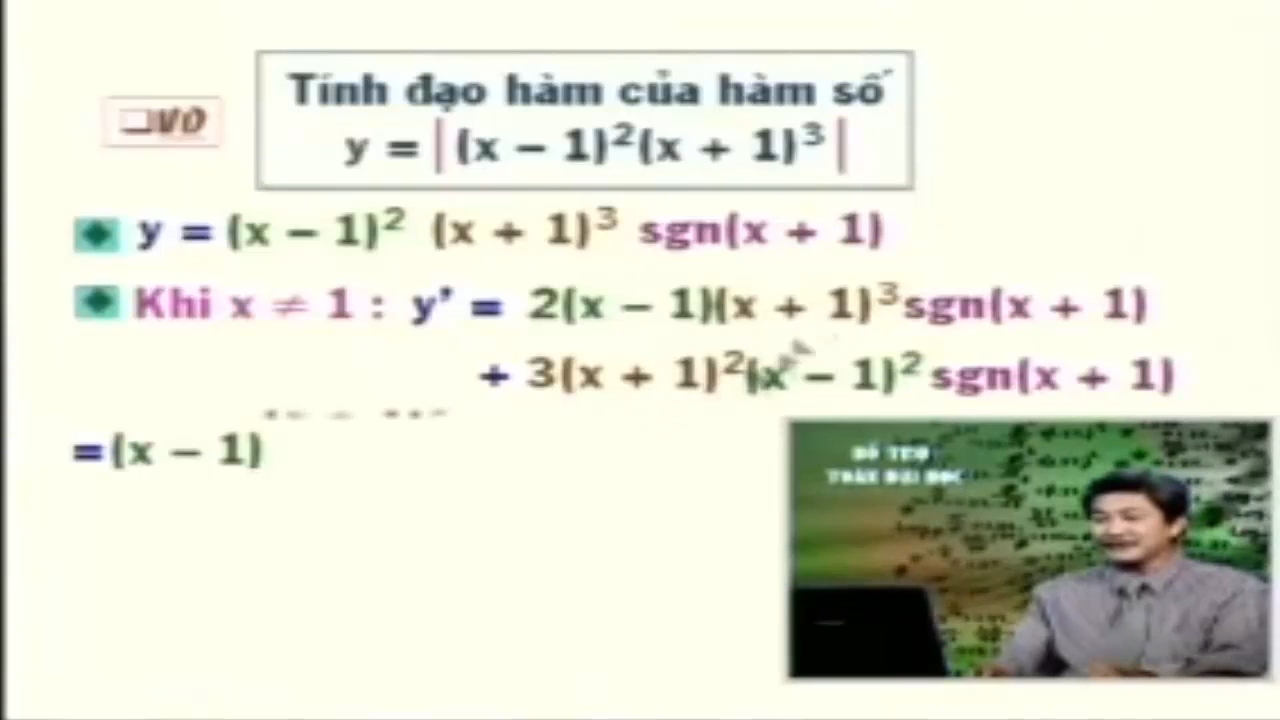 VD
Tính đạo hàm của hàm số
y = | (x − 1)²(x + 1)³ |
y = (x − 1)² (x + 1)³ sgn(x + 1)
Khi x ≠ 1 : y’ = 2(x − 1)(x + 1)³sgn(x + 1)
+ 3(x + 1)²(x − 1)² sgn(x + 1)
= (x − 1)